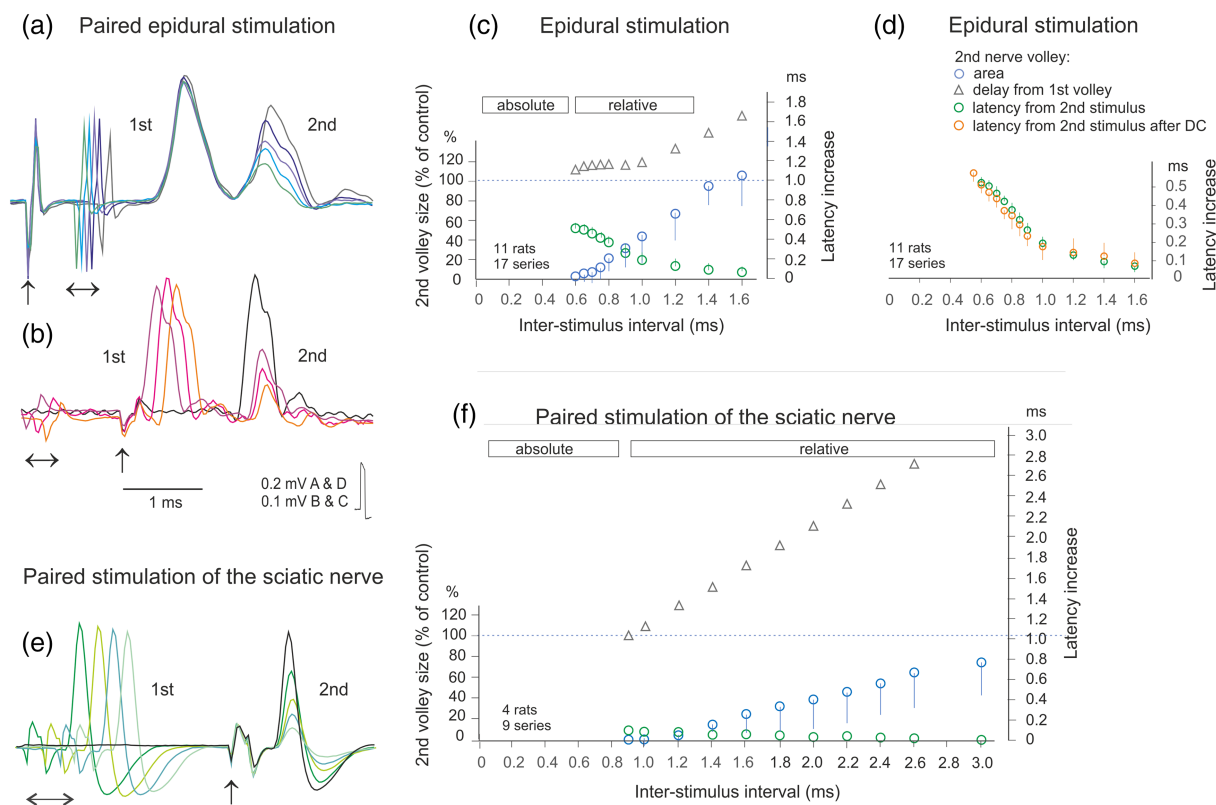 (a)
Paired epidural stimulation
1st
2nd
(b)
1st
2nd
1 ms
0.2 mV A & D
0.1 mV B & C
Paired stimulation of the sciatic nerve
(e)
1st
2nd
(c)
Epidural stimulation
ms
absolute
relative
%
2nd volley size (% of control)
120
100
80
60
40
20
0
1.8
1.6
1.4
1.2
1.0
0.8
0.6
0.4
0.2
0
Latency increase
11 rats
17 series
0 0.2 0.4 0.6 0.8 1.0 1.2 1.4 1.6
Inter-stimulus interval (ms)
(d)
Epidural stimulation
2nd nerve volley:
area
delay from 1st volley
latency from 2nd stimulus
latency from 2nd stimulus after DC
ms
0.5
0.4
0.3
0.2
0.1
0
Latency increase
11 rats
17 series
0 0.2 0.4 0.6 0.8 1.0 1.2 1.4 1.6
Inter-stimulus interval (ms)
(f)
Paired stimulation of the sciatic nerve
ms
absolute
relative
%
2nd volley size (% of control)
120
100
80
60
40
20
0
3.0
2.8
2.6
2.4
2.2
2.0
1.8
1.6
1.4
1.2
1.0
0.8
0.6
0.4
0.2
0
Latency increase
4 rats
9 series
0 0.2 0.4 0.6 0.8 1.0 1.2 1.4 1.6 1.8 2.0 2.2 2.4 2.6 2.8 3.0
Inter-stimulus interval (ms)